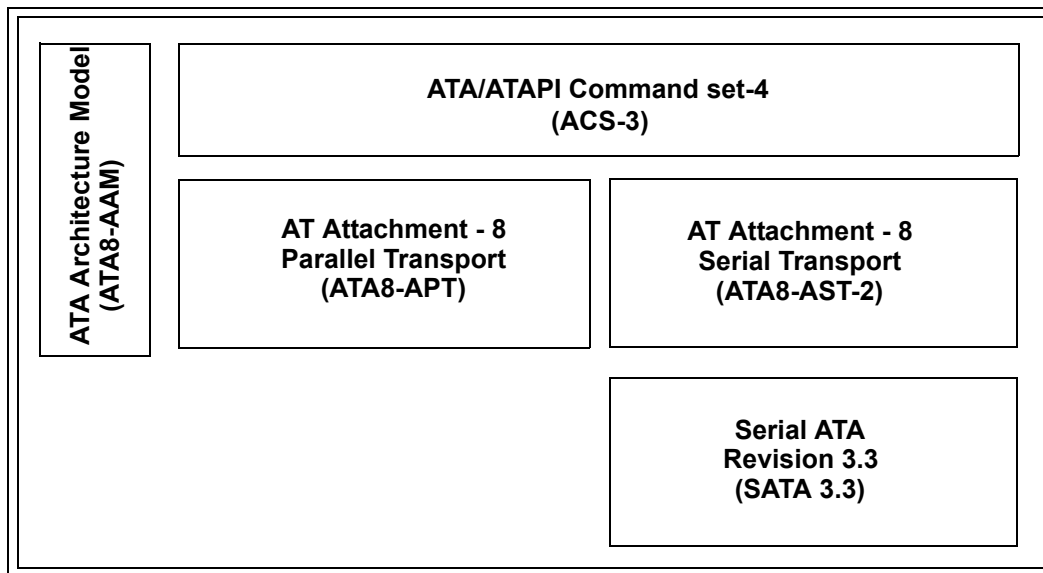 ATA Architecture Model
(ATA8-AAM)
ATA/ATAPI Command set-4
(ACS-3)
AT Attachment - 8
Parallel Transport
(ATA8-APT)
AT Attachment - 8
Serial Transport
(ATA8-AST-2)
Serial ATA
Revision 3.3
(SATA 3.3)